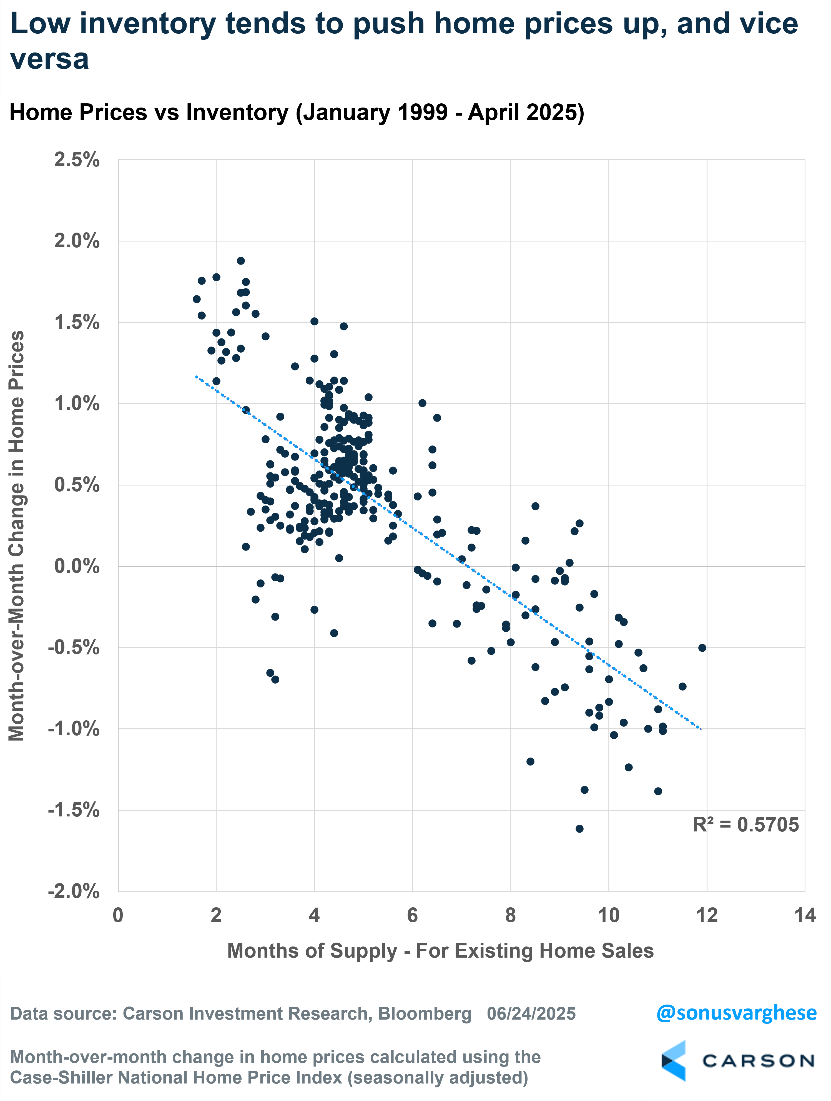 Low inventory tends to push home prices up, and vice
versa
Home Prices vs Inventory (January 1999 - April 2025)
Month-over-Month Change in Home Prices
2.5%
2.0%
1.5%
1.0%
0.5%
0.0%
-0.5%
-1.0%
-1.5%
-2.0%
R² = 0.5705
0 2 4 6 8 10 12 14
Months of Supply - For Existing Home Sales
Data source: Carson Investment Research, Bloomberg 06/24/2025
@sonusvarghese
Month-over-month change in home prices calculated using the
Case-Shiller National Home Price Index (seasonally adjusted)
CARSON